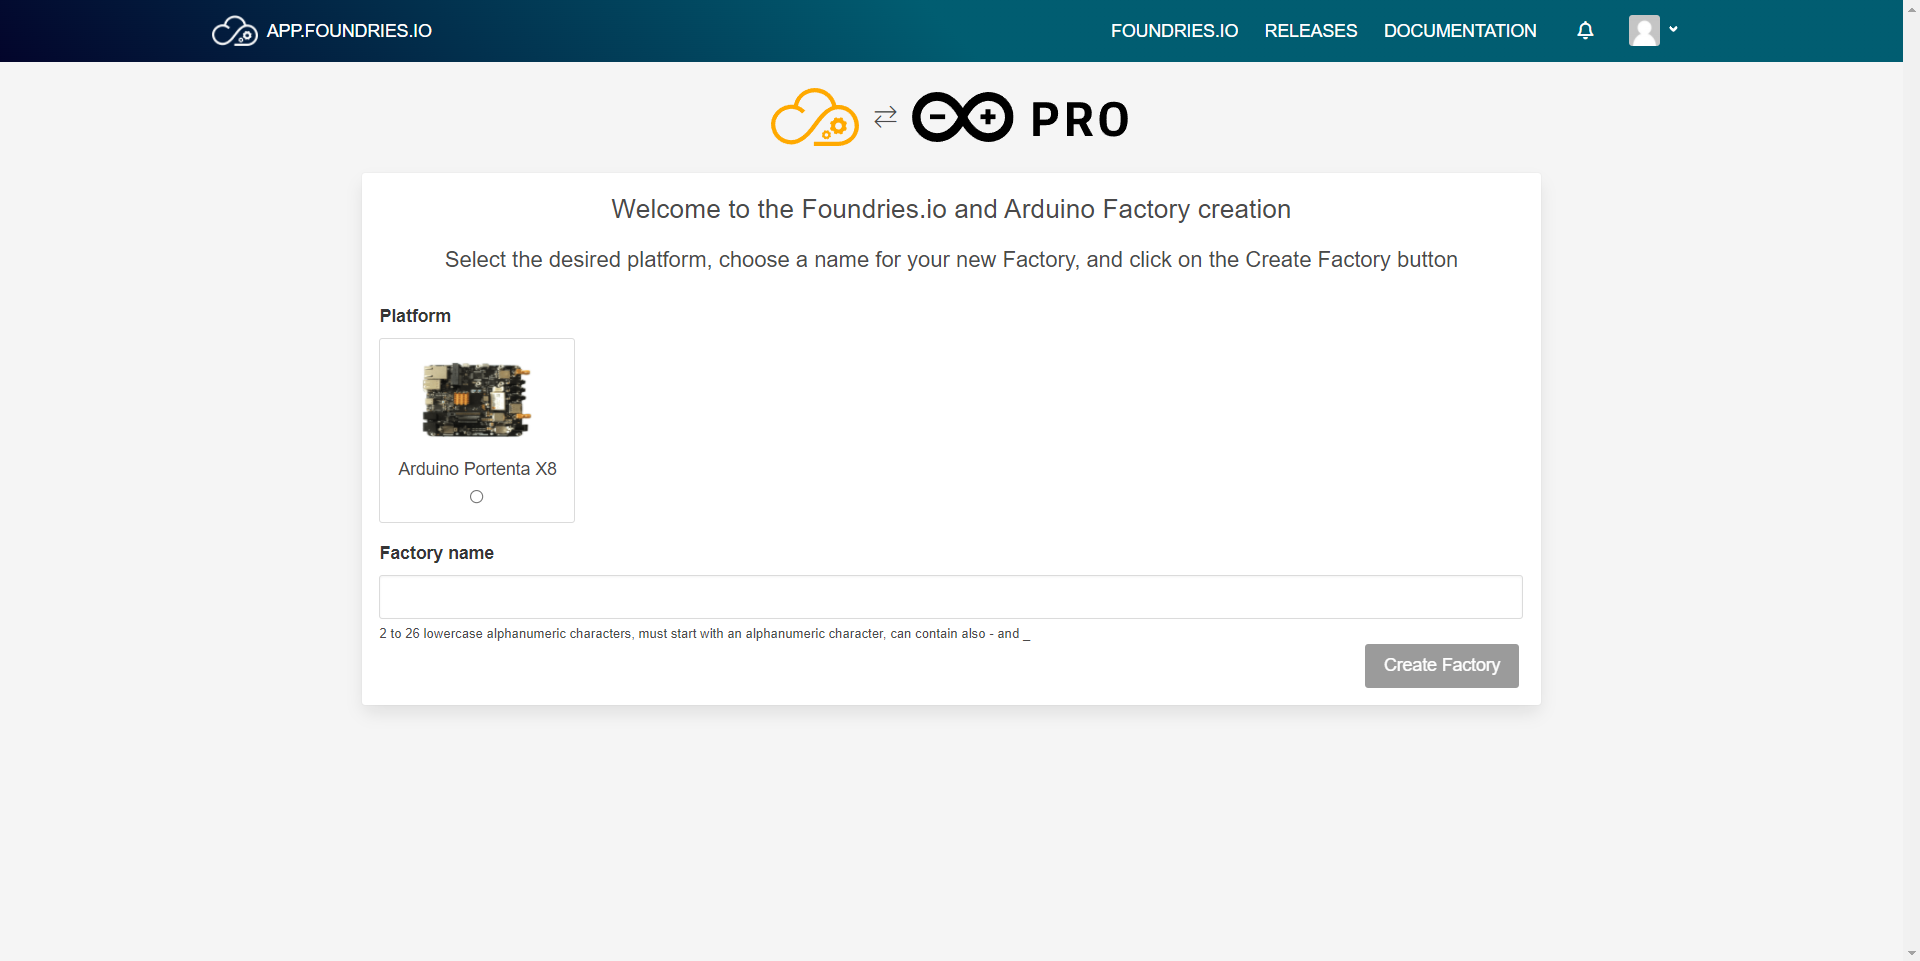 APP.FOUNDRIES.IO
FOUNDRIES.IO
RELEASES
DOCUMENTATION
PRO
Welcome to the Foundries.io and Arduino Factory creation
Select the desired platform, choose a name for your new Factory, and click on the Create Factory button
Platform
Arduino Portenta X8
Factory name
2 to 26 lowercase alphanumeric characters, must start with an alphanumeric character, can contain also - and _
Create Factory